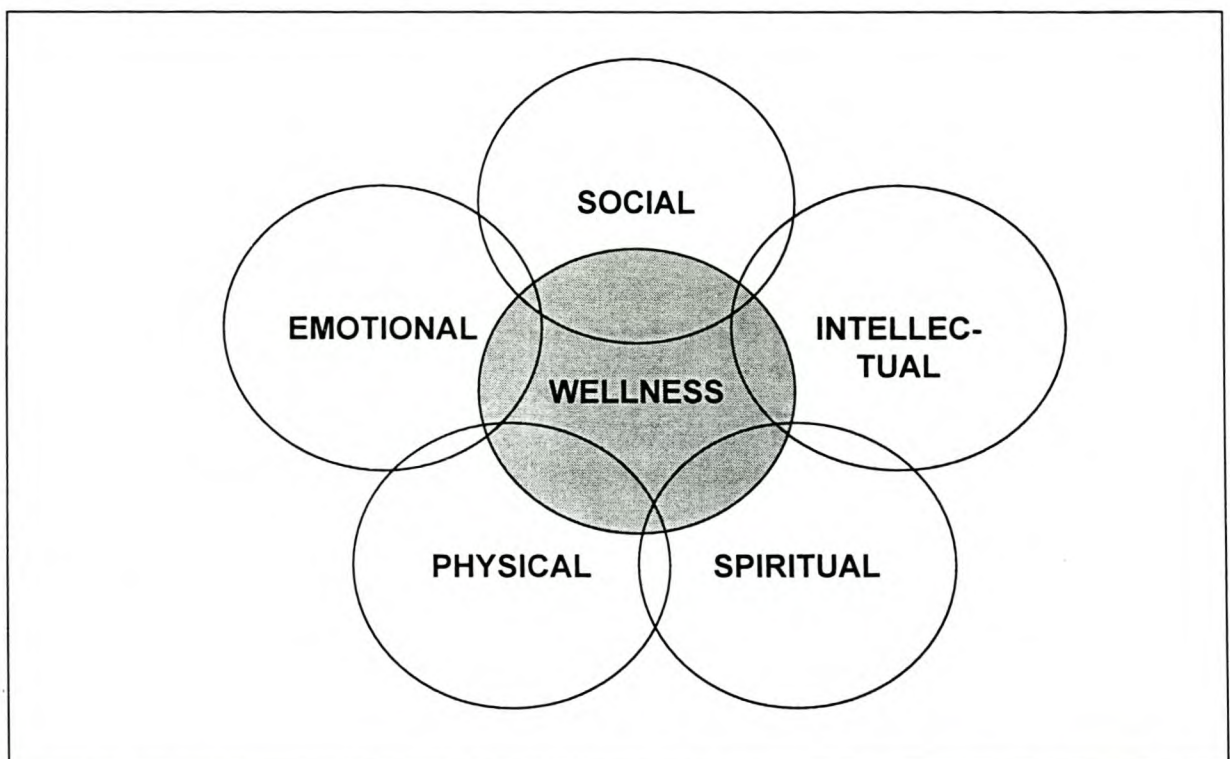 SOCIAL
EMOTIONAL
INTELLEC-
TUAL
WELLNESS
PHYSICAL
SPIRITUAL